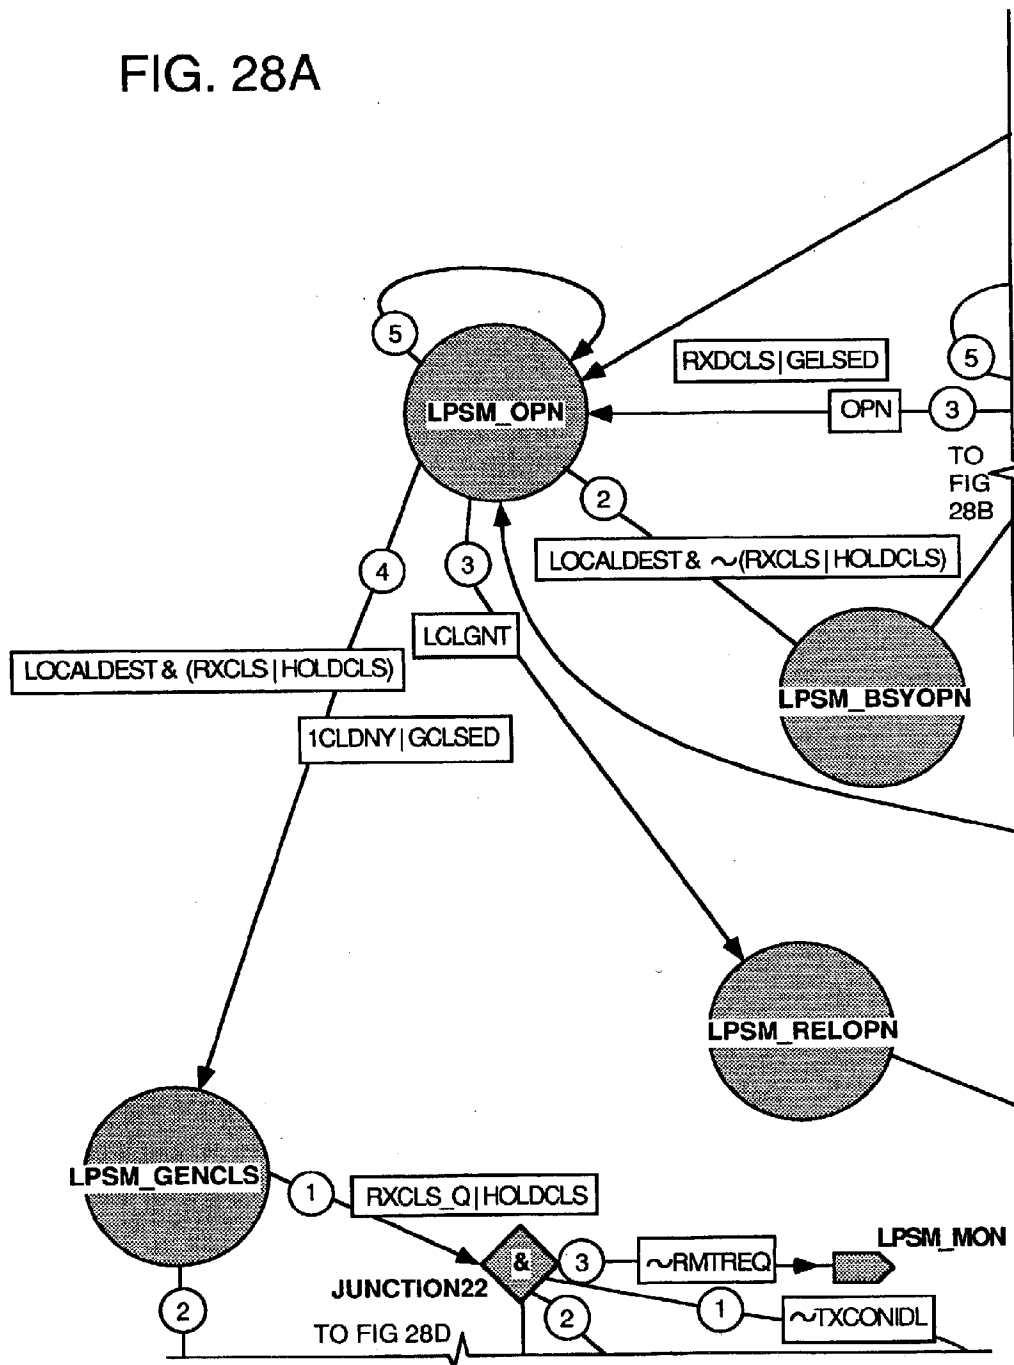 FIG. 28A
5
RXDCLS|GELSED
5
LPSM_OPN
OPN
3
TO
FIG
28B
2
4
3
LOCALDEST & ~(RXCLS|HOLDCLS)
LCLGNT
LOCALDEST & (RXCLS|HOLDCLS)
LPSM_BSYOPN
1CLDNY|GCLSED
LPSM_RELOPN
LPSM_GENCLS
1
RXCLS_Q|HOLDCLS
LPSM_MON
&
3
~RMTREQ
JUNCTION22
2
2
1
~TXCONIDL
TO FIG 28D